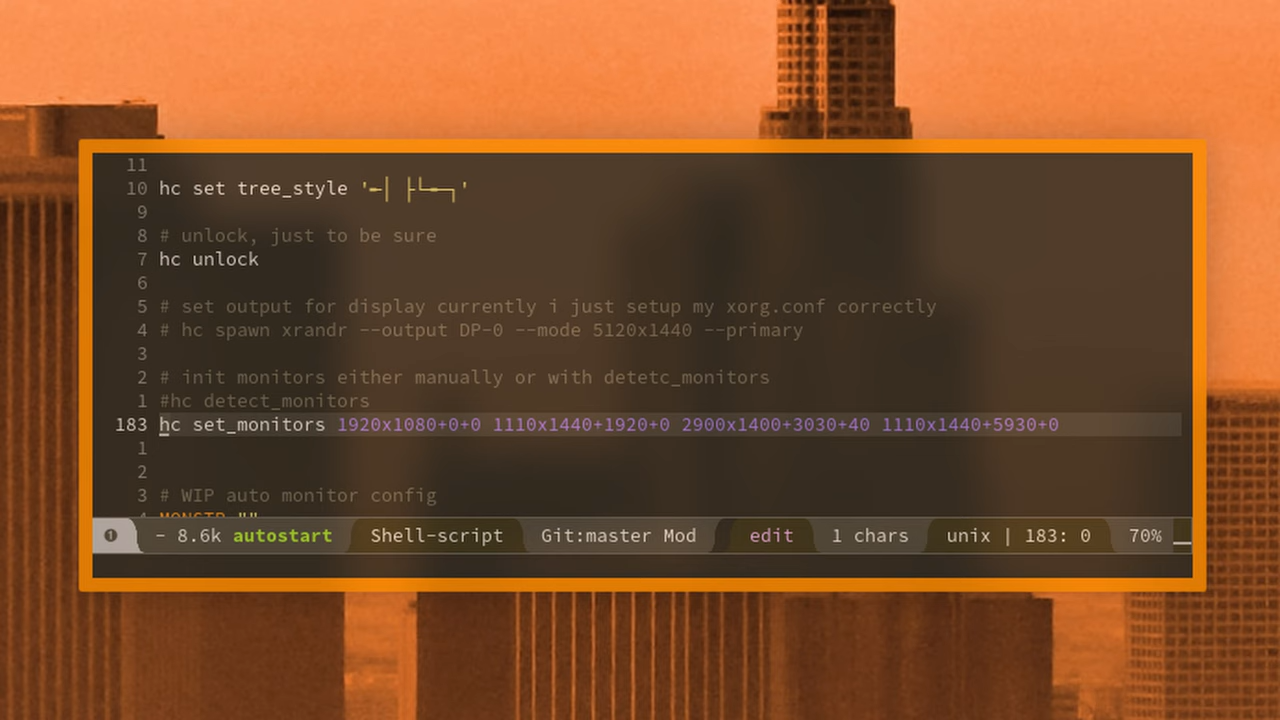 11
10 hc set tree_style '╾│ ├└╼─┐'
9
8 # unlock, just to be sure
7 hc unlock
6
5 # set output for display currently i just setup my xorg.conf correctly
4 # hc spawn xrandr --output DP-0 --mode 5120x1440 --primary
3
2 # init monitors either manually or with detetc_monitors
1 #hc detect_monitors
183 hc set_monitors 1920x1080+0+0 1110x1440+1920+0 2900x1400+3030+40 1110x1440+5930+0
1
2
3 # WIP auto monitor config
4 MONSTR ""
❶ - 8.6k autostart Shell-script Git:master Mod edit 1 chars unix | 183: 0 70%